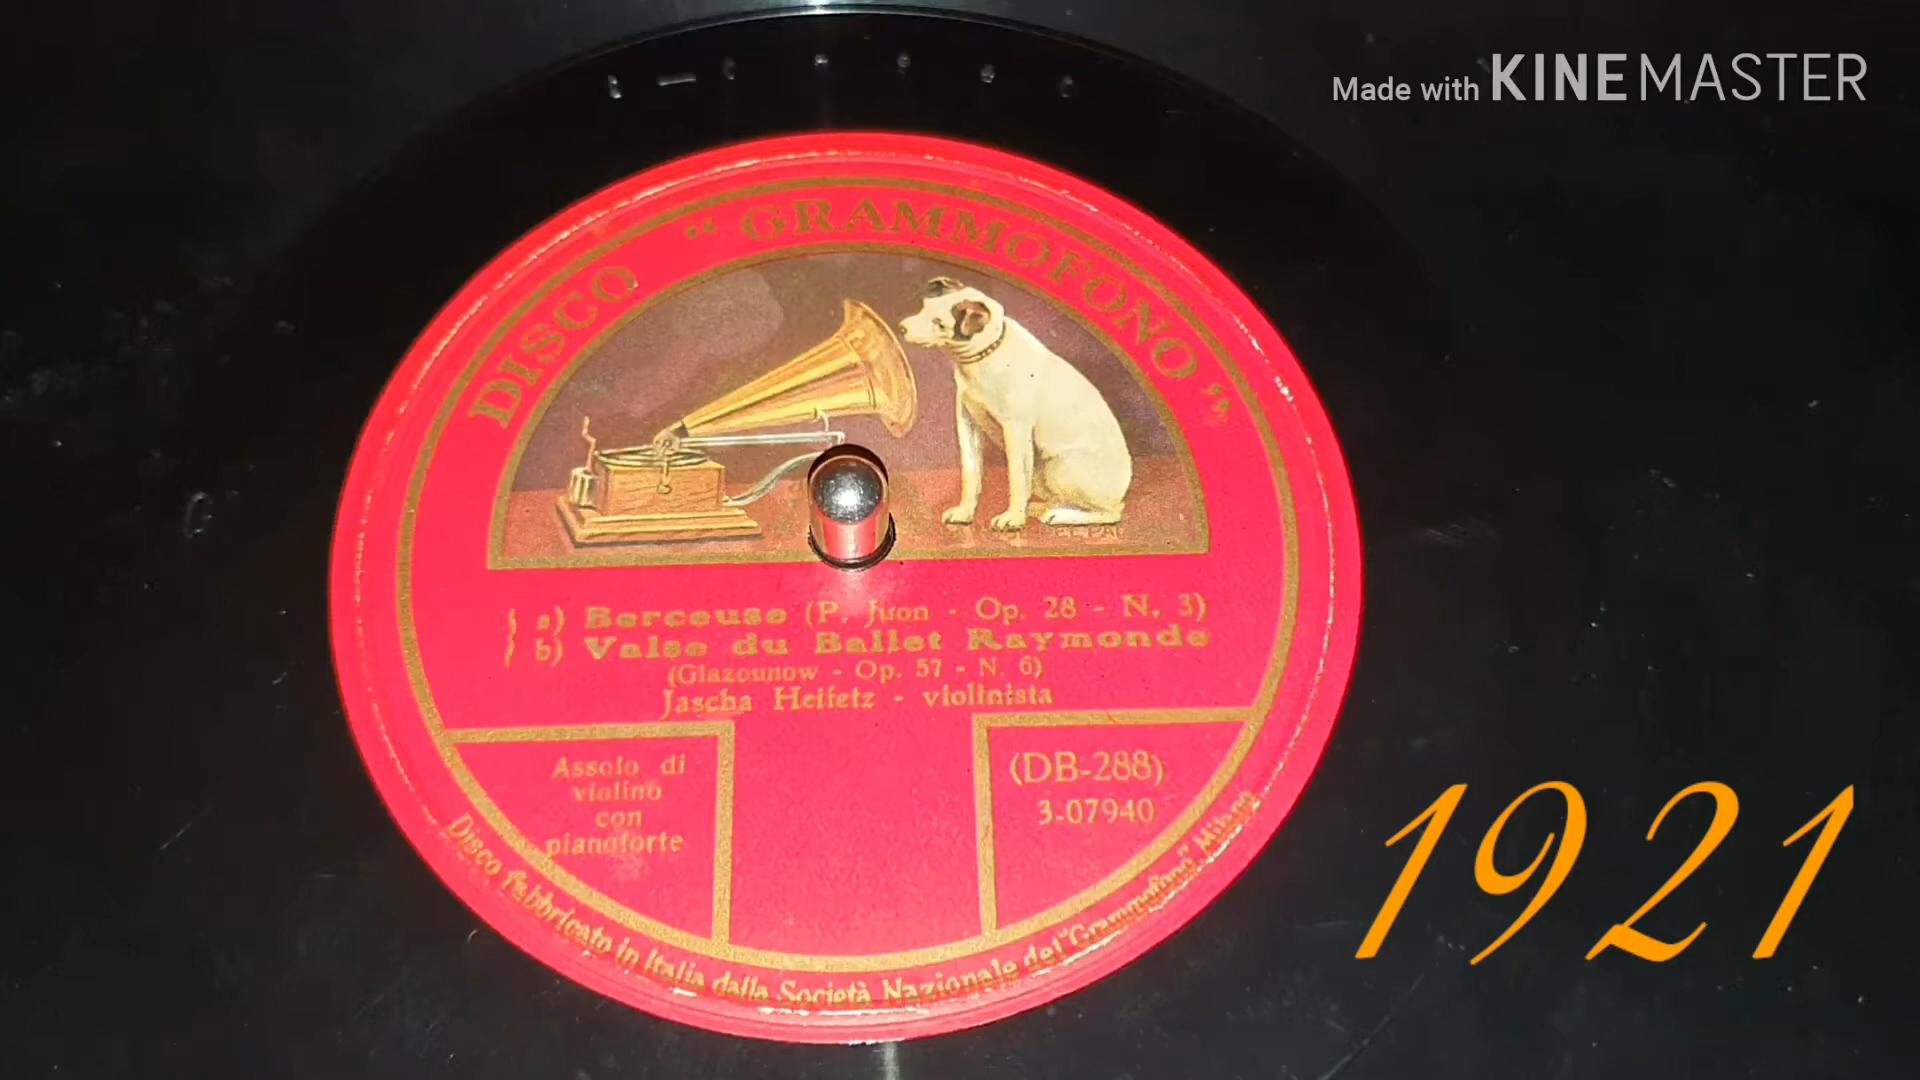 Made with KINEMASTER
DISCO "GRAMMOFONO"
a) Berceuse (P. Juon - Op. 28 - N. 3)
b) Valse du Ballet Raymonde
(Glazounow - Op. 57 - N. 6)
Jascha Heifetz - violinista
Assolo di
violino
con
pianoforte
(DB-288)
3-07940
Disco fabbricato in Italia dalla Società Nazionale del "Grammofono" Milano
1921